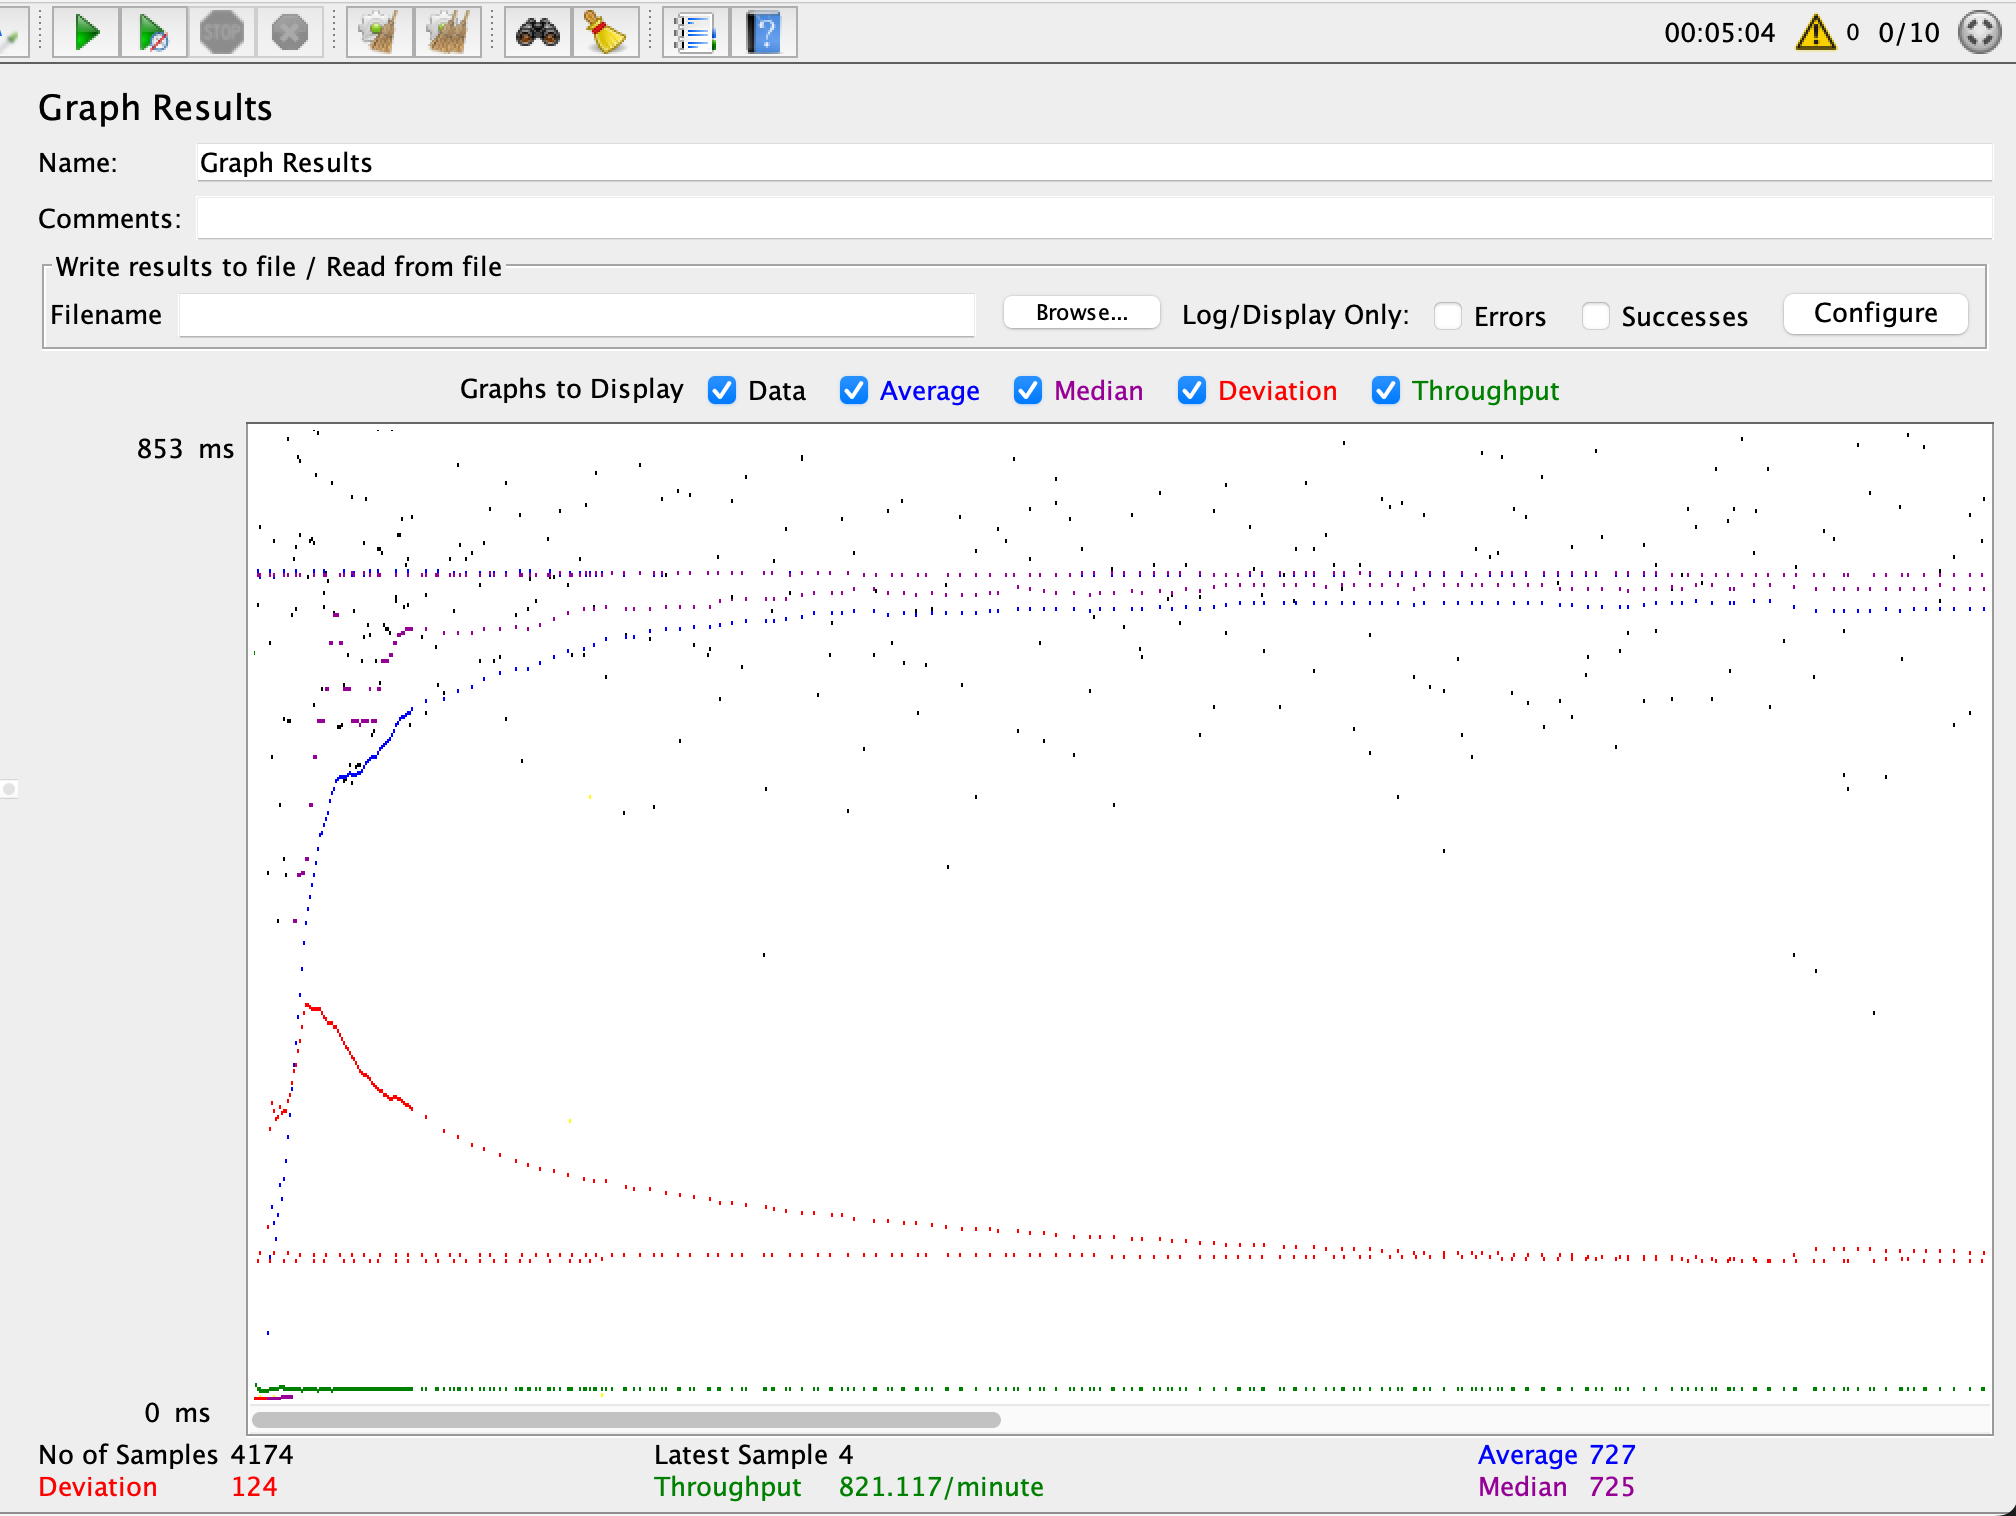 STOP
00:05:04 0 0/10
Graph Results
Name: Graph Results
Comments:
Write results to file / Read from file
Filename Browse... Log/Display Only: Errors Successes Configure
Graphs to Display Data Average Median Deviation Throughput
853 ms
0 ms
No of Samples 4174 Latest Sample 4 Average 727
Deviation 124 Throughput 821.117/minute Median 725